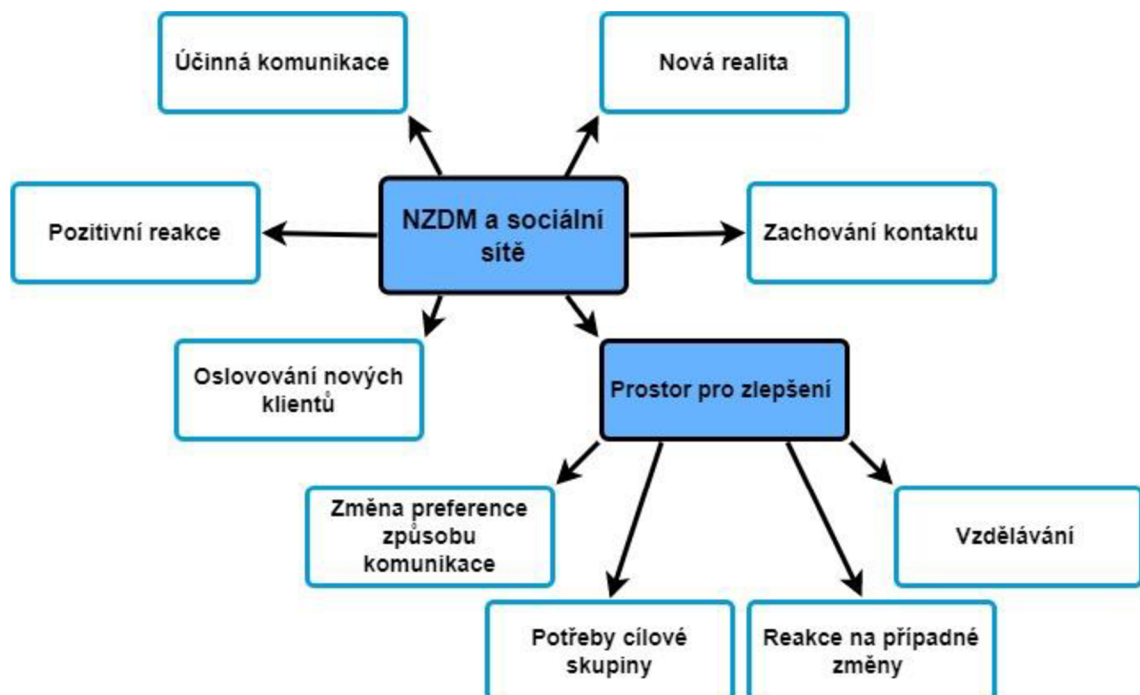 Účinná komunikace
Nová realita
Pozitivní reakce
NZDM a sociální
sítě
Zachování kontaktu
Oslovování nových
klientů
Prostor pro zlepšení
Změna preference
způsobu
komunikace
Vzdělávání
Potřeby cílové
skupiny
Reakce na případné
změny